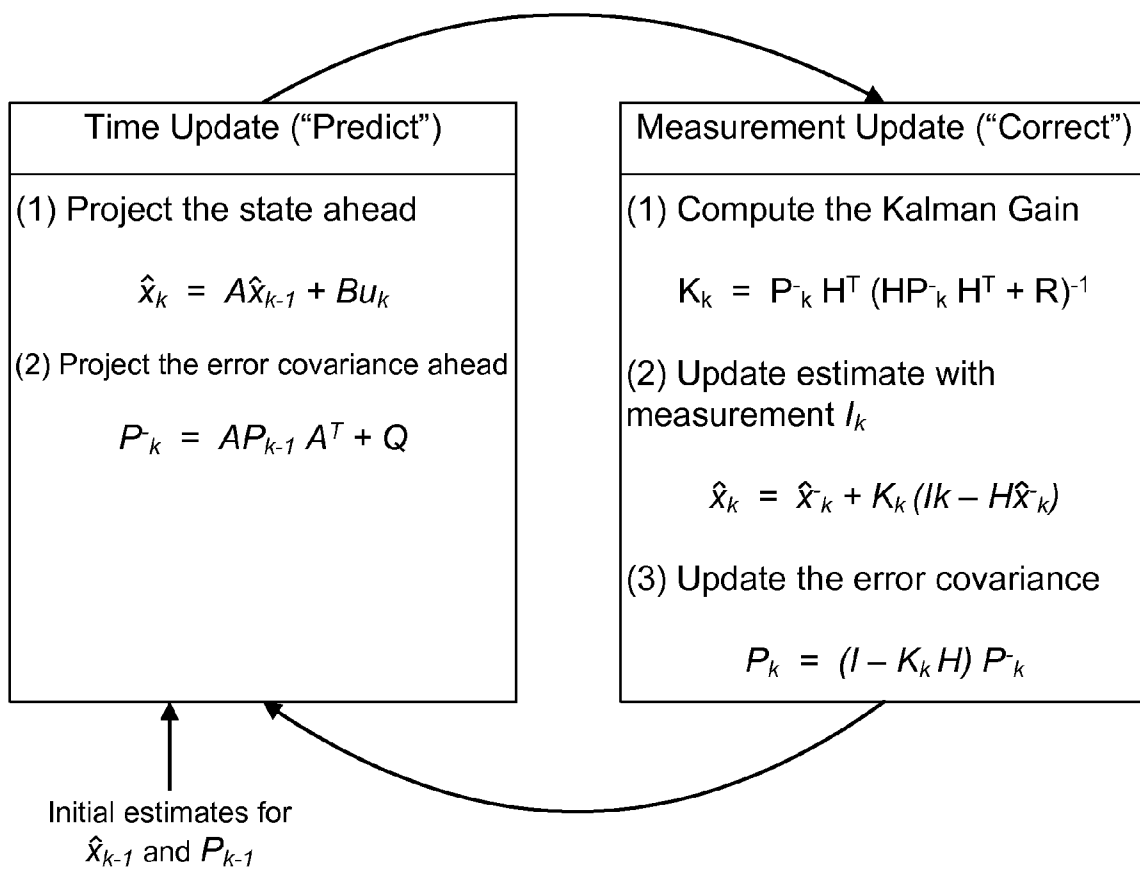 Time Update (“Predict”)
(1) Project the state ahead
x̂ₖ = Ax̂ₖ₋₁ + Buₖ
(2) Project the error covariance ahead
P⁻ₖ = APₖ₋₁ Aᵀ + Q
Initial estimates for
x̂ₖ₋₁ and Pₖ₋₁
Measurement Update (“Correct”)
(1) Compute the Kalman Gain
Kₖ = P⁻ₖ Hᵀ (HP⁻ₖ Hᵀ + R)⁻¹
(2) Update estimate with
measurement Iₖ
x̂ₖ = x̂⁻ₖ + Kₖ (Ik – Hx̂⁻ₖ)
(3) Update the error covariance
Pₖ = (I – Kₖ H) P⁻ₖ